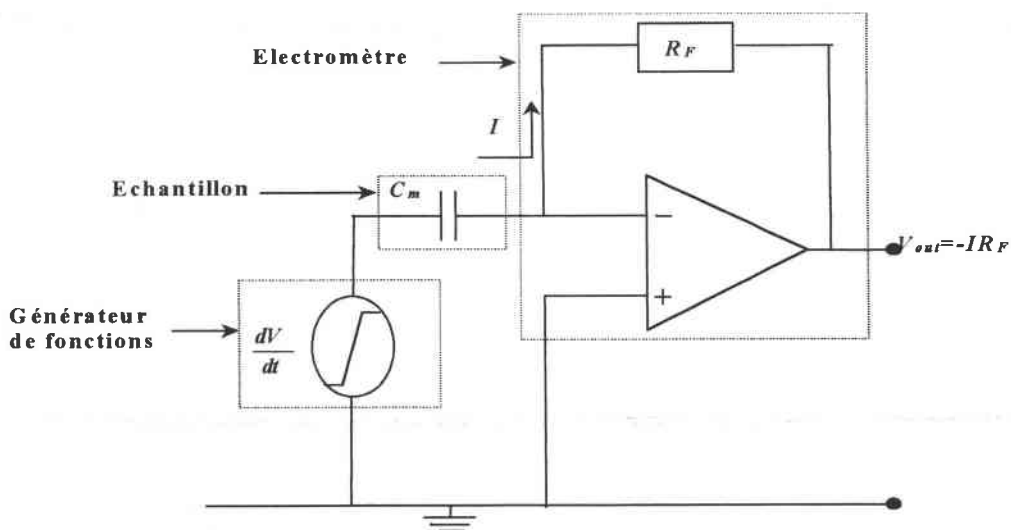 Electromètre
R_F
I
Echantillon
C_m
−
+
V_out=-IR_F
Générateur
de fonctions
dV
dt